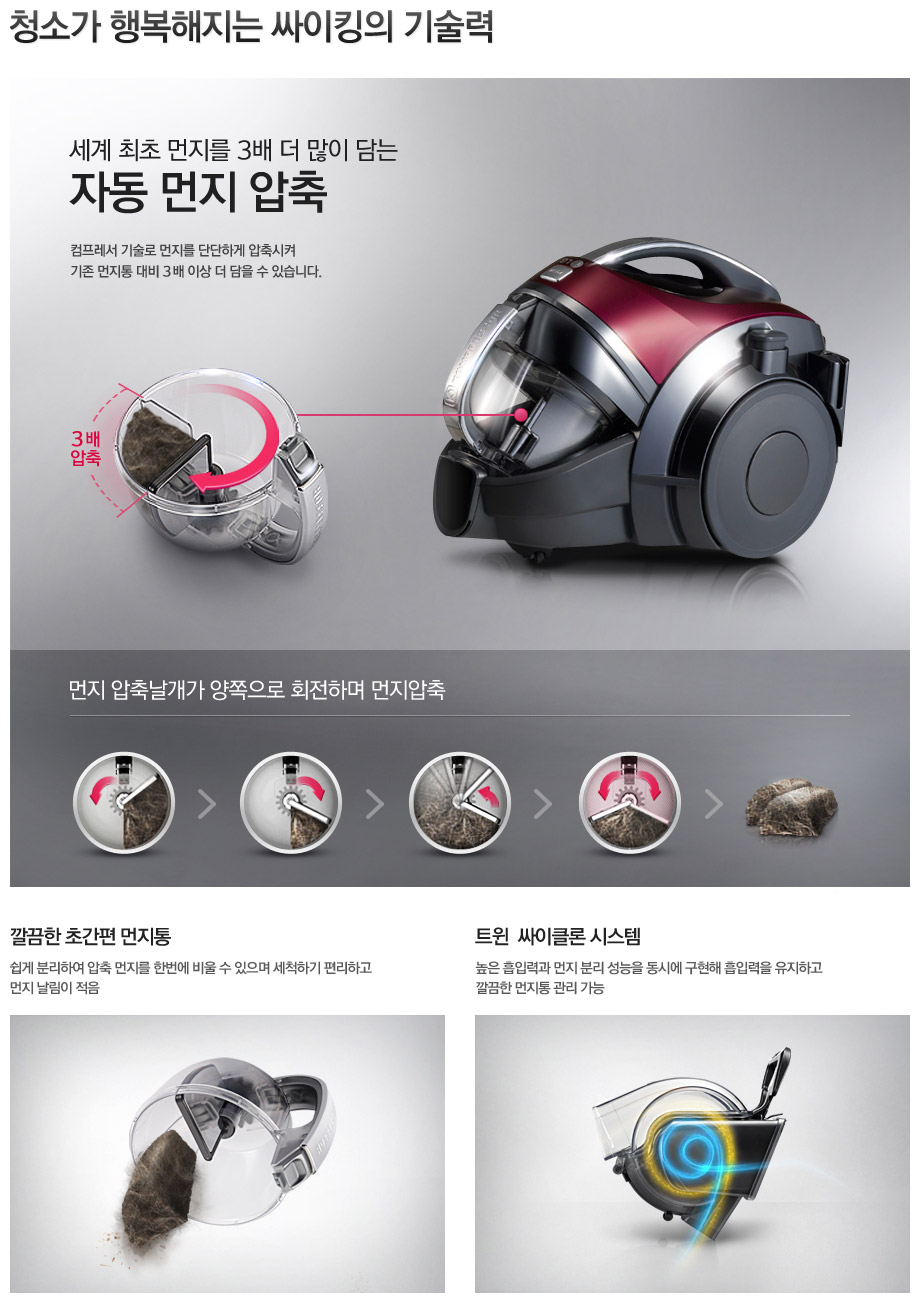 청소가 행복해지는 싸이킹의 기술력
세계 최초 먼지를 3배 더 많이 담는
자동 먼지 압축
컴프레서 기술로 먼지를 단단하게 압축시켜
기존 먼지통 대비 3배 이상 더 담을 수 있습니다.
3배
압축
먼지 압축날개가 양쪽으로 회전하며 먼지압축
깔끔한 초간편 먼지통
쉽게 분리하여 압축 먼지를 한번에 비울 수 있으며 세척하기 편리하고
먼지 날림이 적음
트윈 싸이클론 시스템
높은 흡입력과 먼지 분리 성능을 동시에 구현해 흡입력을 유지하고
깔끔한 먼지통 관리 가능